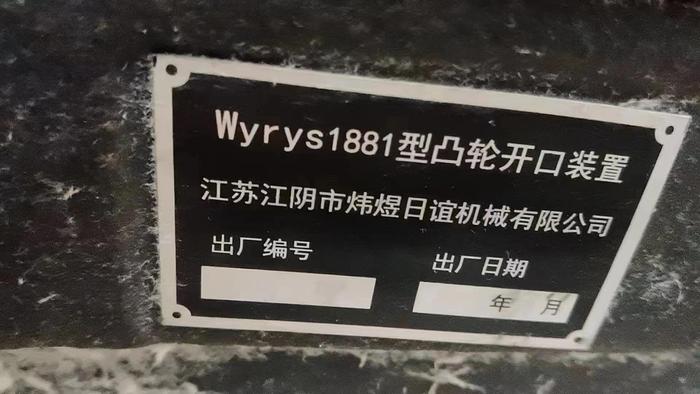 Wyrys1881型凸轮开口装置
江苏江阴市炜煜日谊机械有限公司
出厂编号
出厂日期
年 月